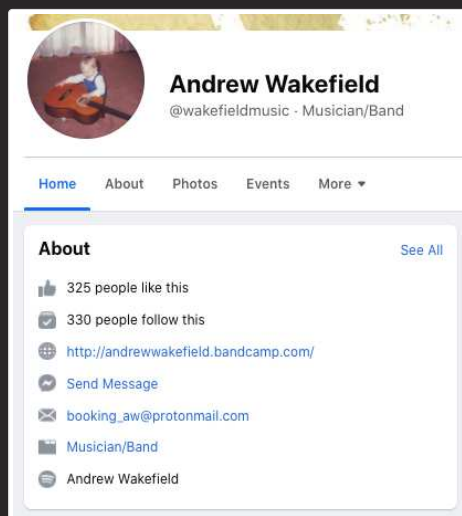 Andrew Wakefield
@wakefieldmusic · Musician/Band
Home About Photos Events More
About See All
325 people like this
330 people follow this
http://andrewwakefield.bandcamp.com/
Send Message
booking_aw@protonmail.com
Musician/Band
Andrew Wakefield